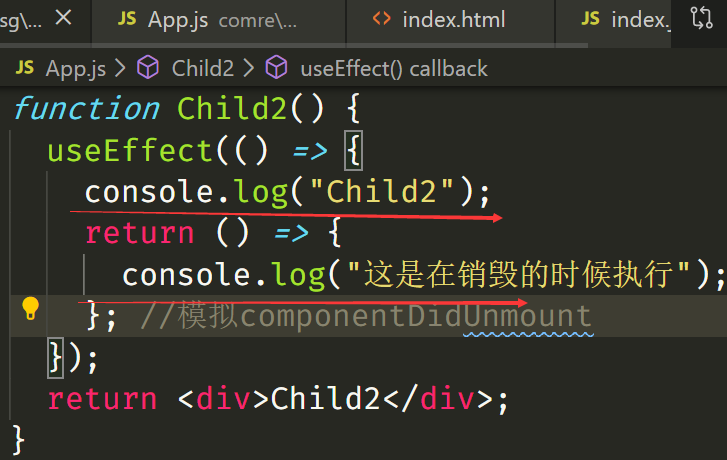 sg\... × JS App.js comre\... <> index.html JS index.
JS App.js > Child2 > useEffect() callback
function Child2() {
useEffect(() => {
console.log("Child2");
return () => {
console.log("这是在销毁的时候执行");
}; //模拟componentDidUnmount
});
return <div>Child2</div>;
}